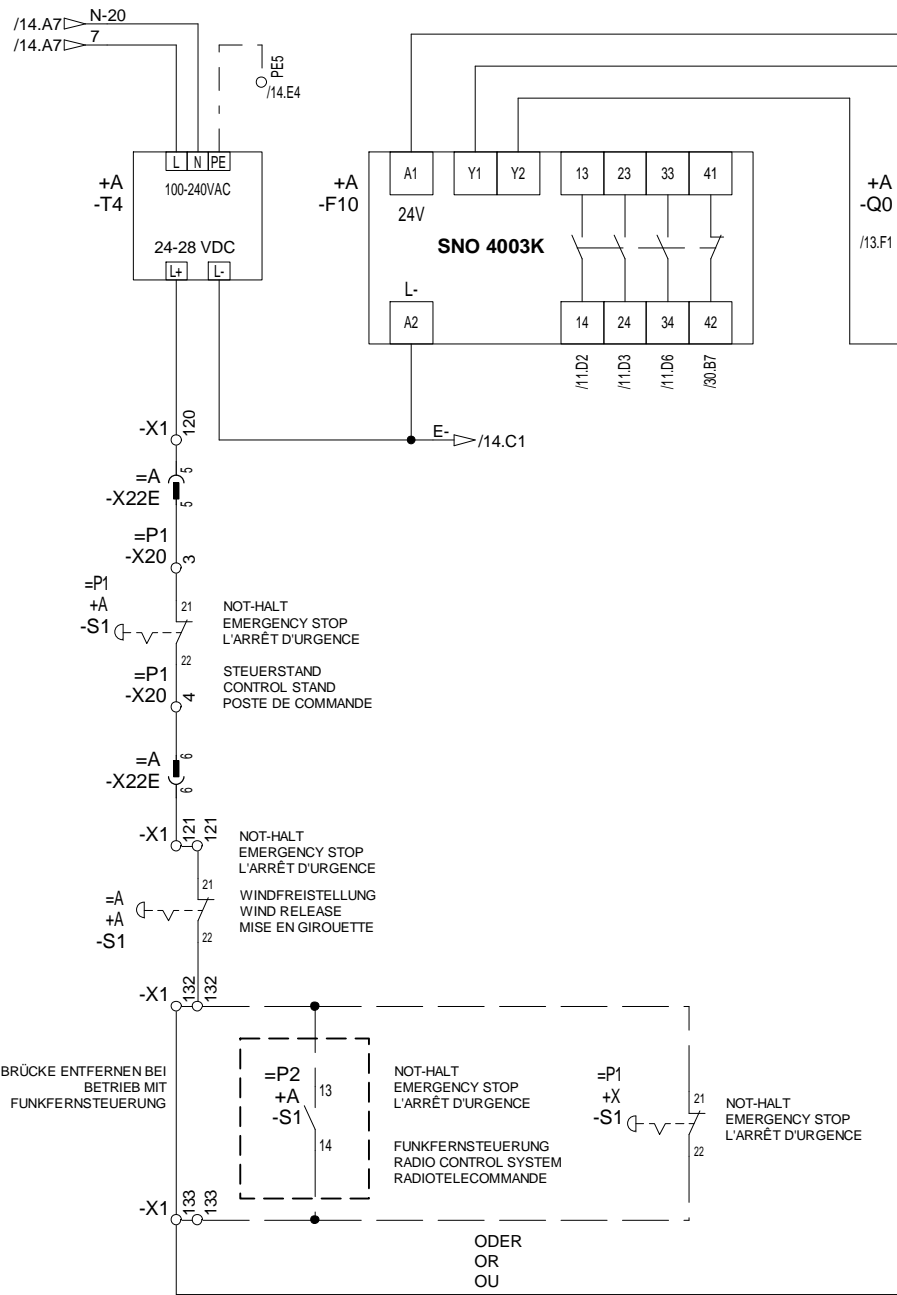 /14.A7 N-20
/14.A7 7
PE5
/14.E4
L N PE
100-240VAC
+A
-T4
24-28 VDC
L+ L-
+A
-F10
A1 Y1 Y2 13 23 33 41
24V
SNO 4003K
L-
A2 14 24 34 42
/11.D2 /11.D3 /11.D6 /30.B7
+A
-Q0
/13.F1
E- /14.C1
-X1 120
=A
-X22E
5
5
=P1
-X20 3
=P1
+A
-S1
21
22
NOT-HALT
EMERGENCY STOP
L'ARRÊT D'URGENCE
STEUERSTAND
CONTROL STAND
POSTE DE COMMANDE
=P1
-X20 4
=A
-X22E
6
6
-X1 121 121
NOT-HALT
EMERGENCY STOP
L'ARRÊT D'URGENCE
WINDFREISTELLUNG
WIND RELEASE
MISE EN GIROUETTE
=A
+A
-S1
21
22
-X1 132 132
BRÜCKE ENTFERNEN BEI
BETRIEB MIT
FUNKFERNSTEUERUNG
=P2
+A
-S1
13
14
NOT-HALT
EMERGENCY STOP
L'ARRÊT D'URGENCE
FUNKFERNSTEUERUNG
RADIO CONTROL SYSTEM
RADIOTELECOMMANDE
=P1
+X
-S1
21
22
NOT-HALT
EMERGENCY STOP
L'ARRÊT D'URGENCE
-X1 133 133
ODER
OR
OU